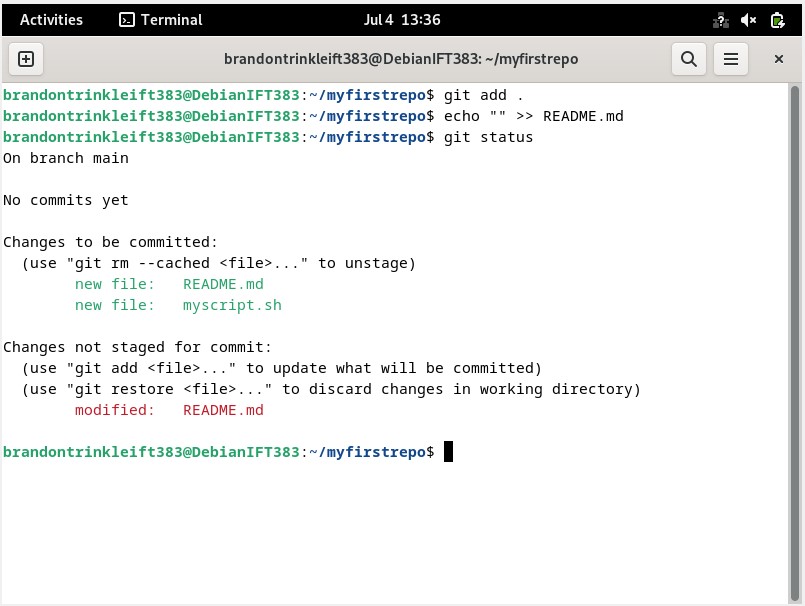 Activities Terminal Jul 4 13:36
brandontrinkleift383@DebianIFT383: ~/myfirstrepo
brandontrinkleift383@DebianIFT383:~/myfirstrepo$ git add .
brandontrinkleift383@DebianIFT383:~/myfirstrepo$ echo "" >> README.md
brandontrinkleift383@DebianIFT383:~/myfirstrepo$ git status
On branch main

No commits yet

Changes to be committed:
  (use "git rm --cached <file>..." to unstage)
        new file:   README.md
        new file:   myscript.sh

Changes not staged for commit:
  (use "git add <file>..." to update what will be committed)
  (use "git restore <file>..." to discard changes in working directory)
        modified:   README.md

brandontrinkleift383@DebianIFT383:~/myfirstrepo$